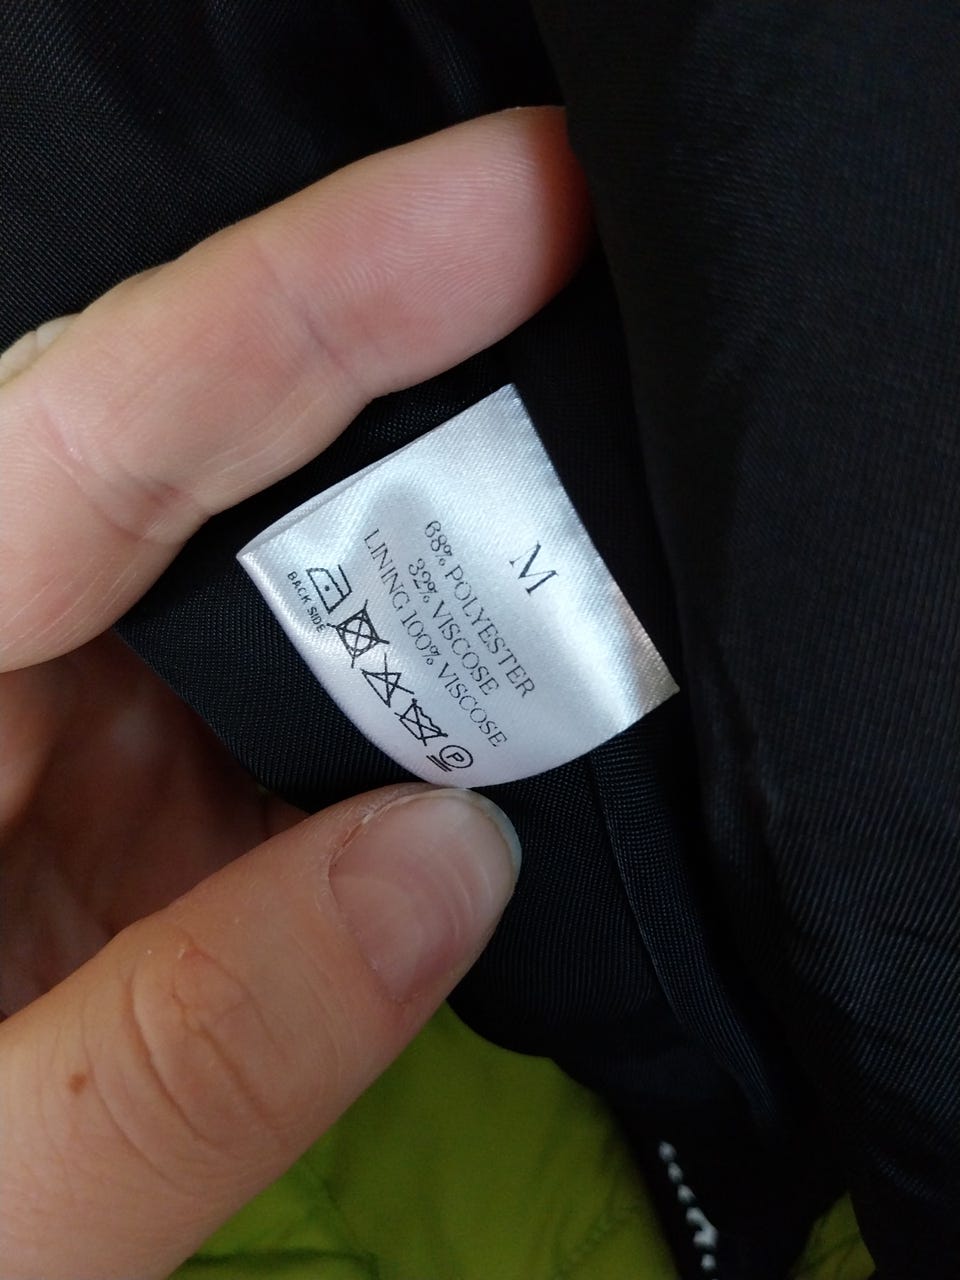 M
68% POLYESTER
32% VISCOSE
LINING 100% VISCOSE
BACK SIDE
P